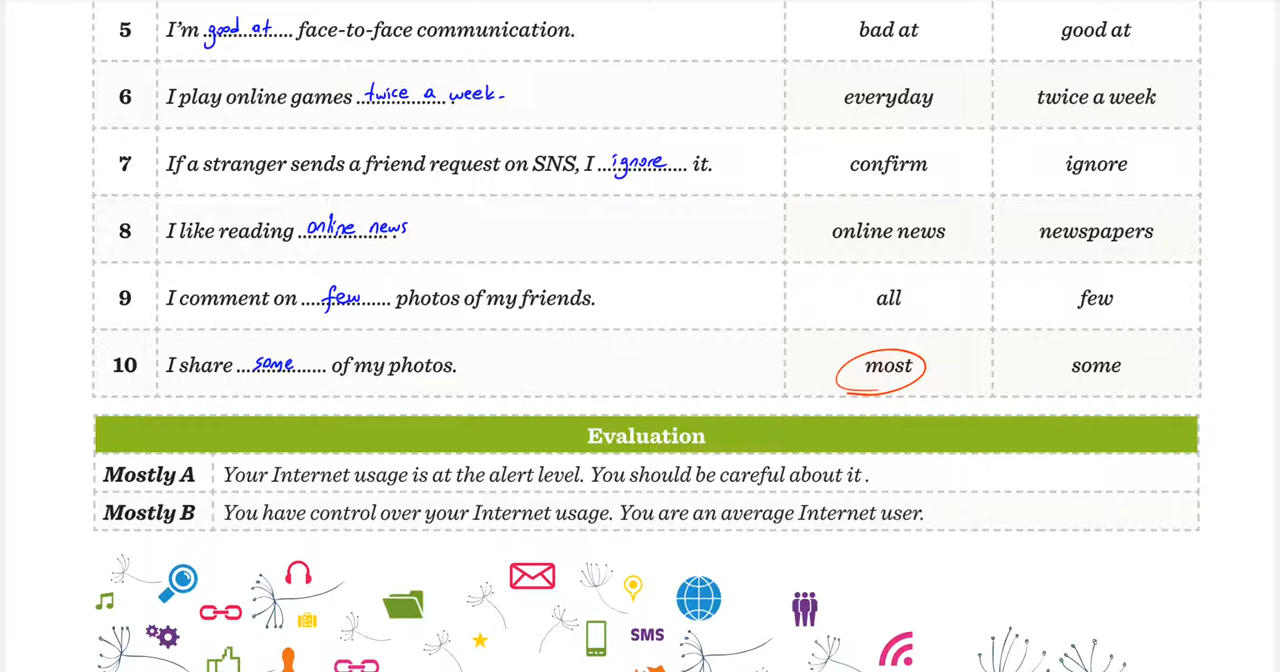 5 I'm good at face-to-face communication. bad at good at
6 I play online games twice a week. everyday twice a week
7 If a stranger sends a friend request on SNS, I ignore it. confirm ignore
8 I like reading online news. online news newspapers
9 I comment on few photos of my friends. all few
10 I share some of my photos. most some
Evaluation
Mostly A Your Internet usage is at the alert level. You should be careful about it .
Mostly B You have control over your Internet usage. You are an average Internet user.
SMS